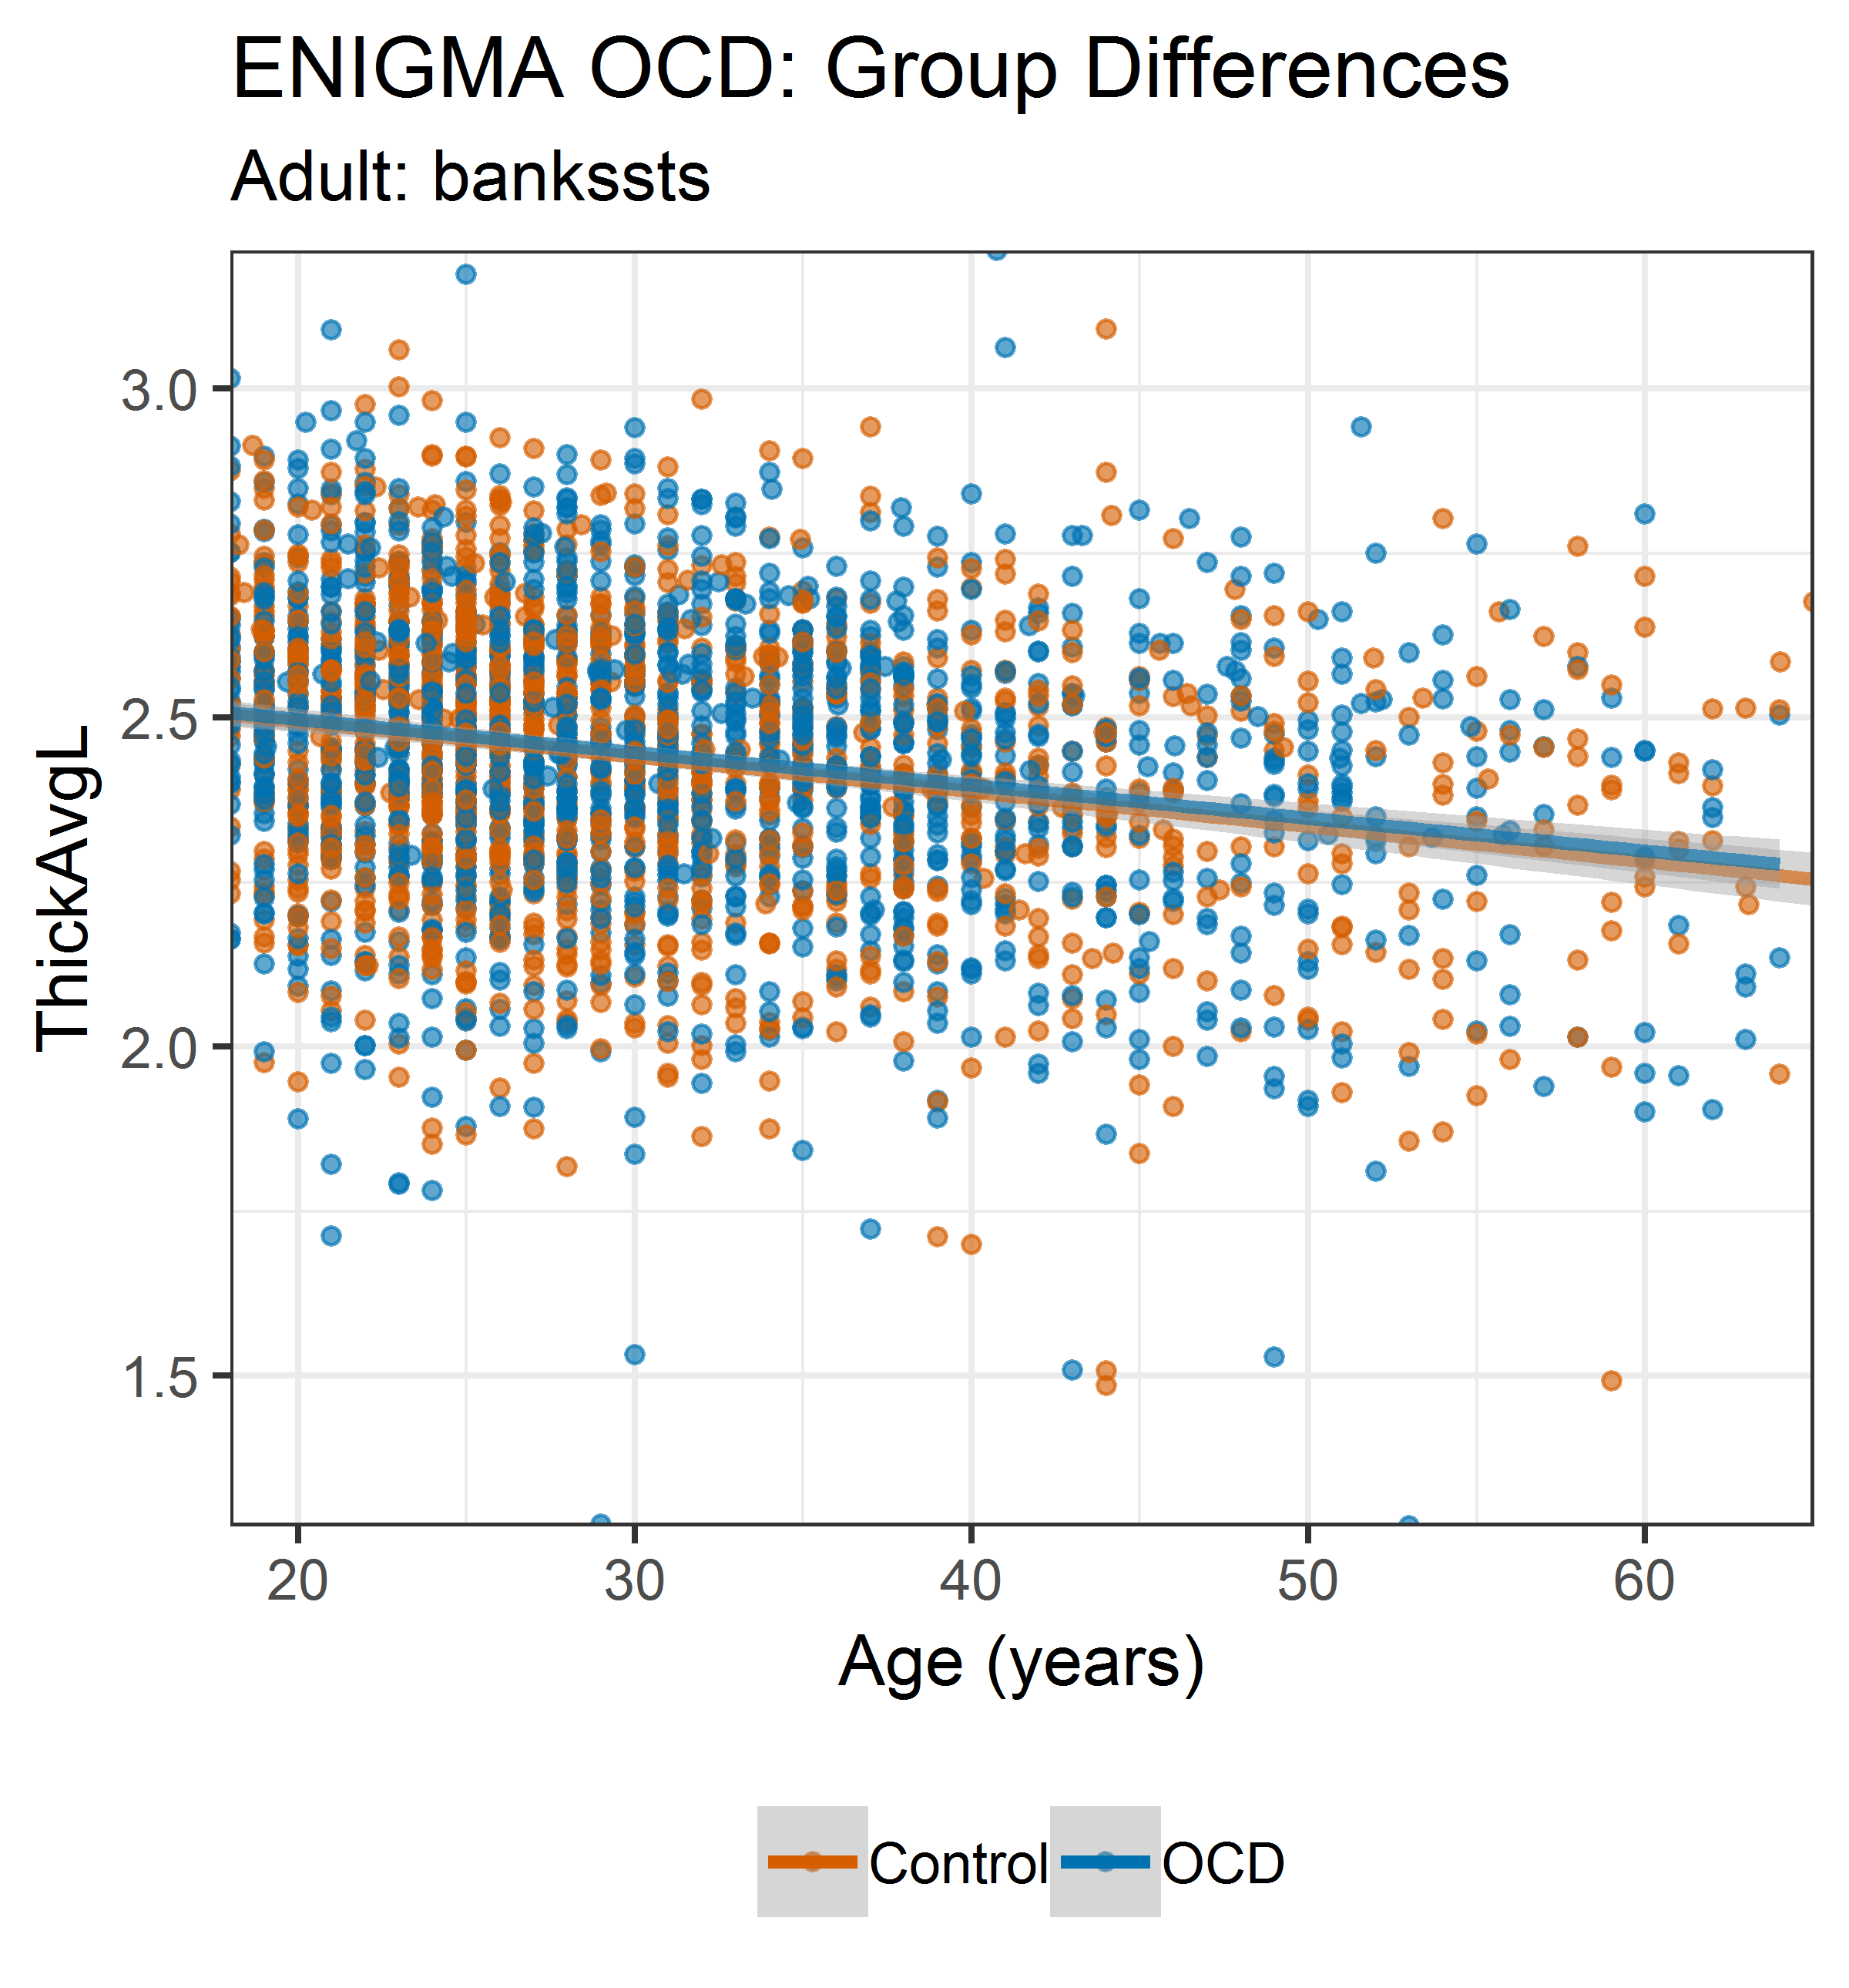 ENIGMA OCD: Group Differences
Adult: bankssts
ThickAvgL
3.0
2.5
2.0
1.5
20 30 40 50 60
Age (years)
Control OCD